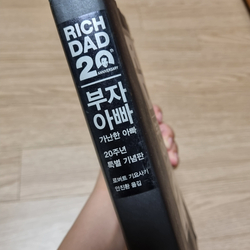 RICH
DAD
20
ANNIVERSARY
부자
아빠
가난한 아빠
20주년
특별 기념판
로버트 기요사키
안진환 옮김